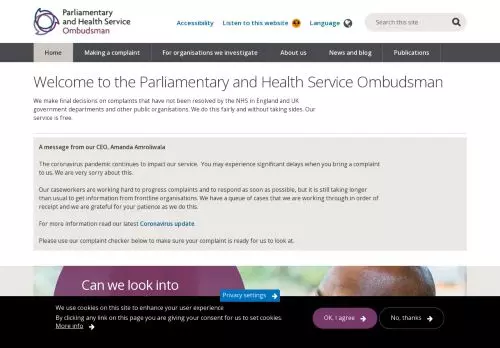 Parliamentary
and Health Service
Ombudsman
Accessibility
Listen to this website
Language
Search this site
Home
Making a complaint
For organisations we investigate
About us
News and blog
Publications
Welcome to the Parliamentary and Health Service Ombudsman
We make final decisions on complaints that have not been resolved by the NHS in England and UK
government departments and other public organisations. We do this fairly and without taking sides. Our
service is free.
A message from our CEO, Amanda Amroliwala
The coronavirus pandemic continues to impact our service. You may experience significant delays when you bring a complaint
to us. We are very sorry about this.
Our caseworkers are working hard to progress complaints and to respond as soon as possible, but it is still taking longer
than usual to get information from frontline organisations. We have a queue of cases that we are working through in order of
receipt and we are grateful for your patience as we do this.
For more information read our latest Coronavirus update.
Please use our complaint checker below to make sure your complaint is ready for us to look at.
Can we look into
Privacy settings
We use cookies on this site to enhance your user experience
By clicking any link on this page you are giving your consent for us to set cookies.
More info
OK, I agree
No, thanks